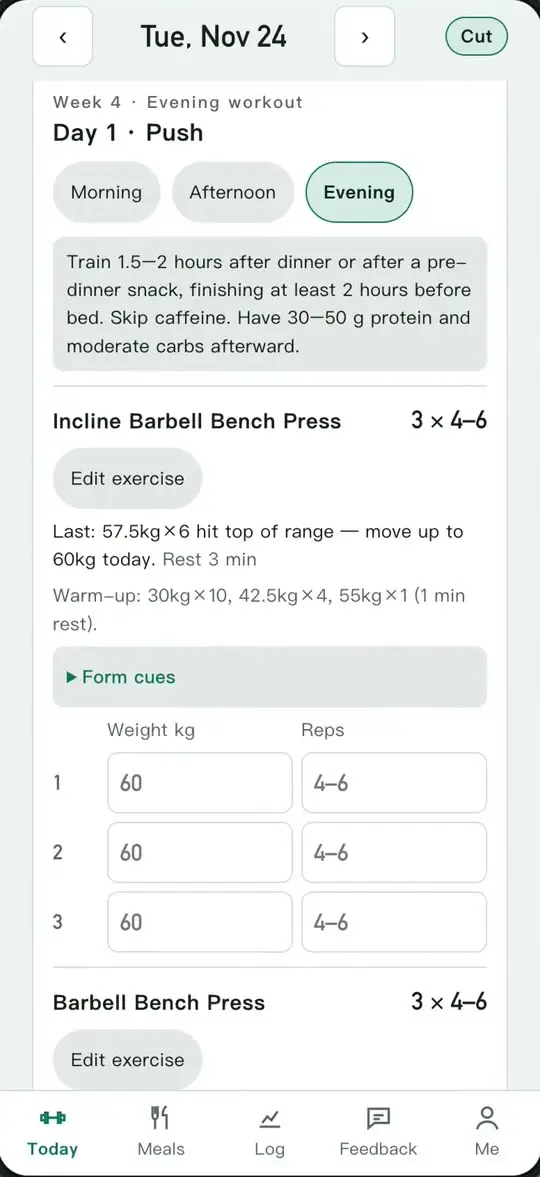 ‹
Tue, Nov 24
›
Cut
Week 4 · Evening workout
Day 1 · Push
Morning
Afternoon
Evening
Train 1.5–2 hours after dinner or after a pre-
dinner snack, finishing at least 2 hours before
bed. Skip caffeine. Have 30–50 g protein and
moderate carbs afterward.
Incline Barbell Bench Press 3 × 4–6
Edit exercise
Last: 57.5kg×6 hit top of range — move up to
60kg today. Rest 3 min
Warm-up: 30kg×10, 42.5kg×4, 55kg×1 (1 min
rest).
▶ Form cues
Weight kg Reps
1 60 4–6
2 60 4–6
3 60 4–6
Barbell Bench Press 3 × 4–6
Edit exercise
Today Meals Log Feedback Me